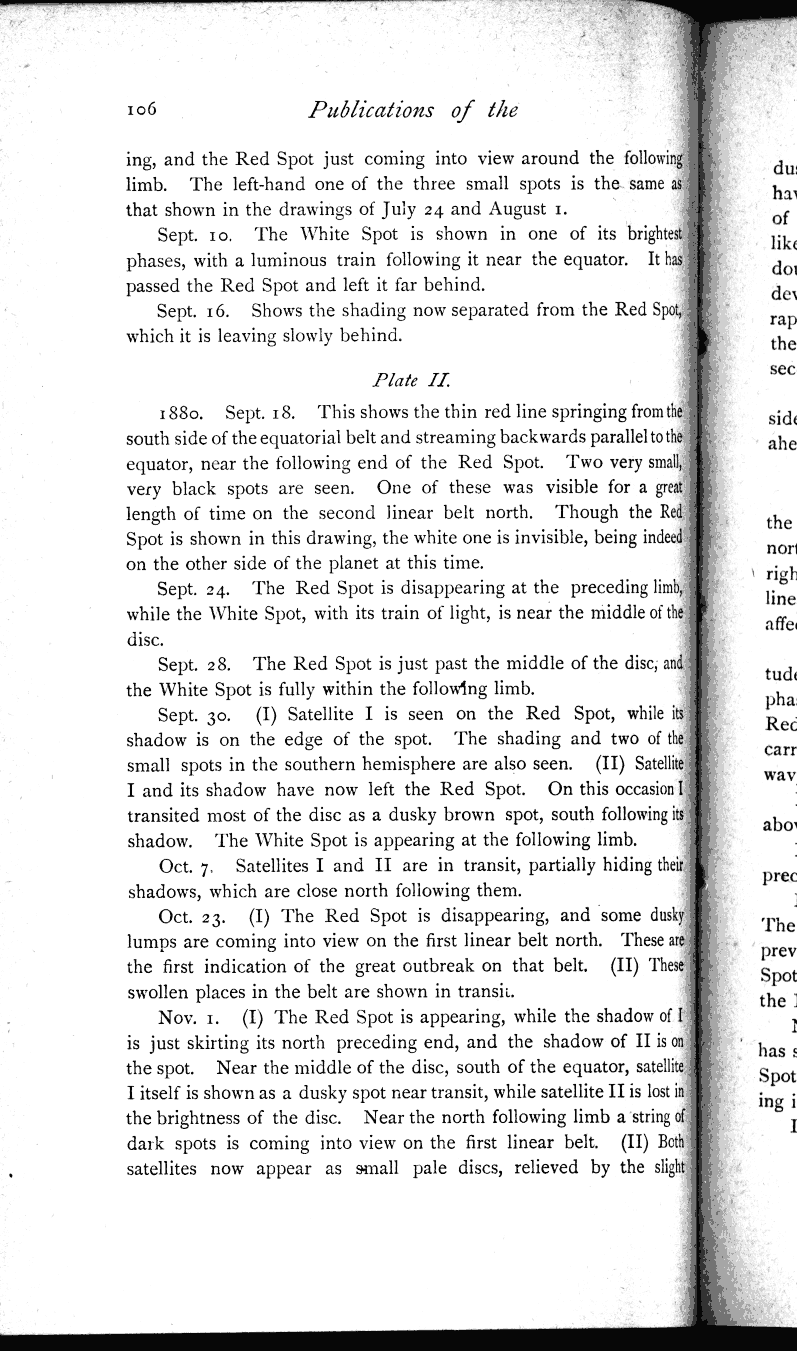 106
Publications of the
ing, and the Red Spot just coming into view around the following
limb. The left-hand one of the three small spots is the same as
that shown in the drawings of July 24 and August 1.
Sept. 10. The White Spot is shown in one of its brightest
phases, with a luminous train following it near the equator. It has
passed the Red Spot and left it far behind.
Sept. 16. Shows the shading now separated from the Red Spot,
which it is leaving slowly behind.
Plate II.
1880. Sept. 18. This shows the thin red line springing from the
south side of the equatorial belt and streaming backwards parallel to the
equator, near the following end of the Red Spot. Two very small,
very black spots are seen. One of these was visible for a great
length of time on the second linear belt north. Though the Red
Spot is shown in this drawing, the white one is invisible, being indeed
on the other side of the planet at this time.
Sept. 24. The Red Spot is disappearing at the preceding limb,
while the White Spot, with its train of light, is near the middle of the
disc.
Sept. 28. The Red Spot is just past the middle of the disc, and
the White Spot is fully within the following limb.
Sept. 30. (I) Satellite I is seen on the Red Spot, while its
shadow is on the edge of the spot. The shading and two of the
small spots in the southern hemisphere are also seen. (II) Satellite
I and its shadow have now left the Red Spot. On this occasion I
transited most of the disc as a dusky brown spot, south following its
shadow. The White Spot is appearing at the following limb.
Oct. 7. Satellites I and II are in transit, partially hiding their
shadows, which are close north following them.
Oct. 23. (I) The Red Spot is disappearing, and some dusky
lumps are coming into view on the first linear belt north. These are
the first indication of the great outbreak on that belt. (II) These
swollen places in the belt are shown in transit.
Nov. 1. (I) The Red Spot is appearing, while the shadow of I
is just skirting its north preceding end, and the shadow of II is on
the spot. Near the middle of the disc, south of the equator, satellite
I itself is shown as a dusky spot near transit, while satellite II is lost in
the brightness of the disc. Near the north following limb a string of
dark spots is coming into view on the first linear belt. (II) Both
satellites now appear as small pale discs, relieved by the slight
of
the
sec
the
line
The
Spot
the
has s
Spot
ing i